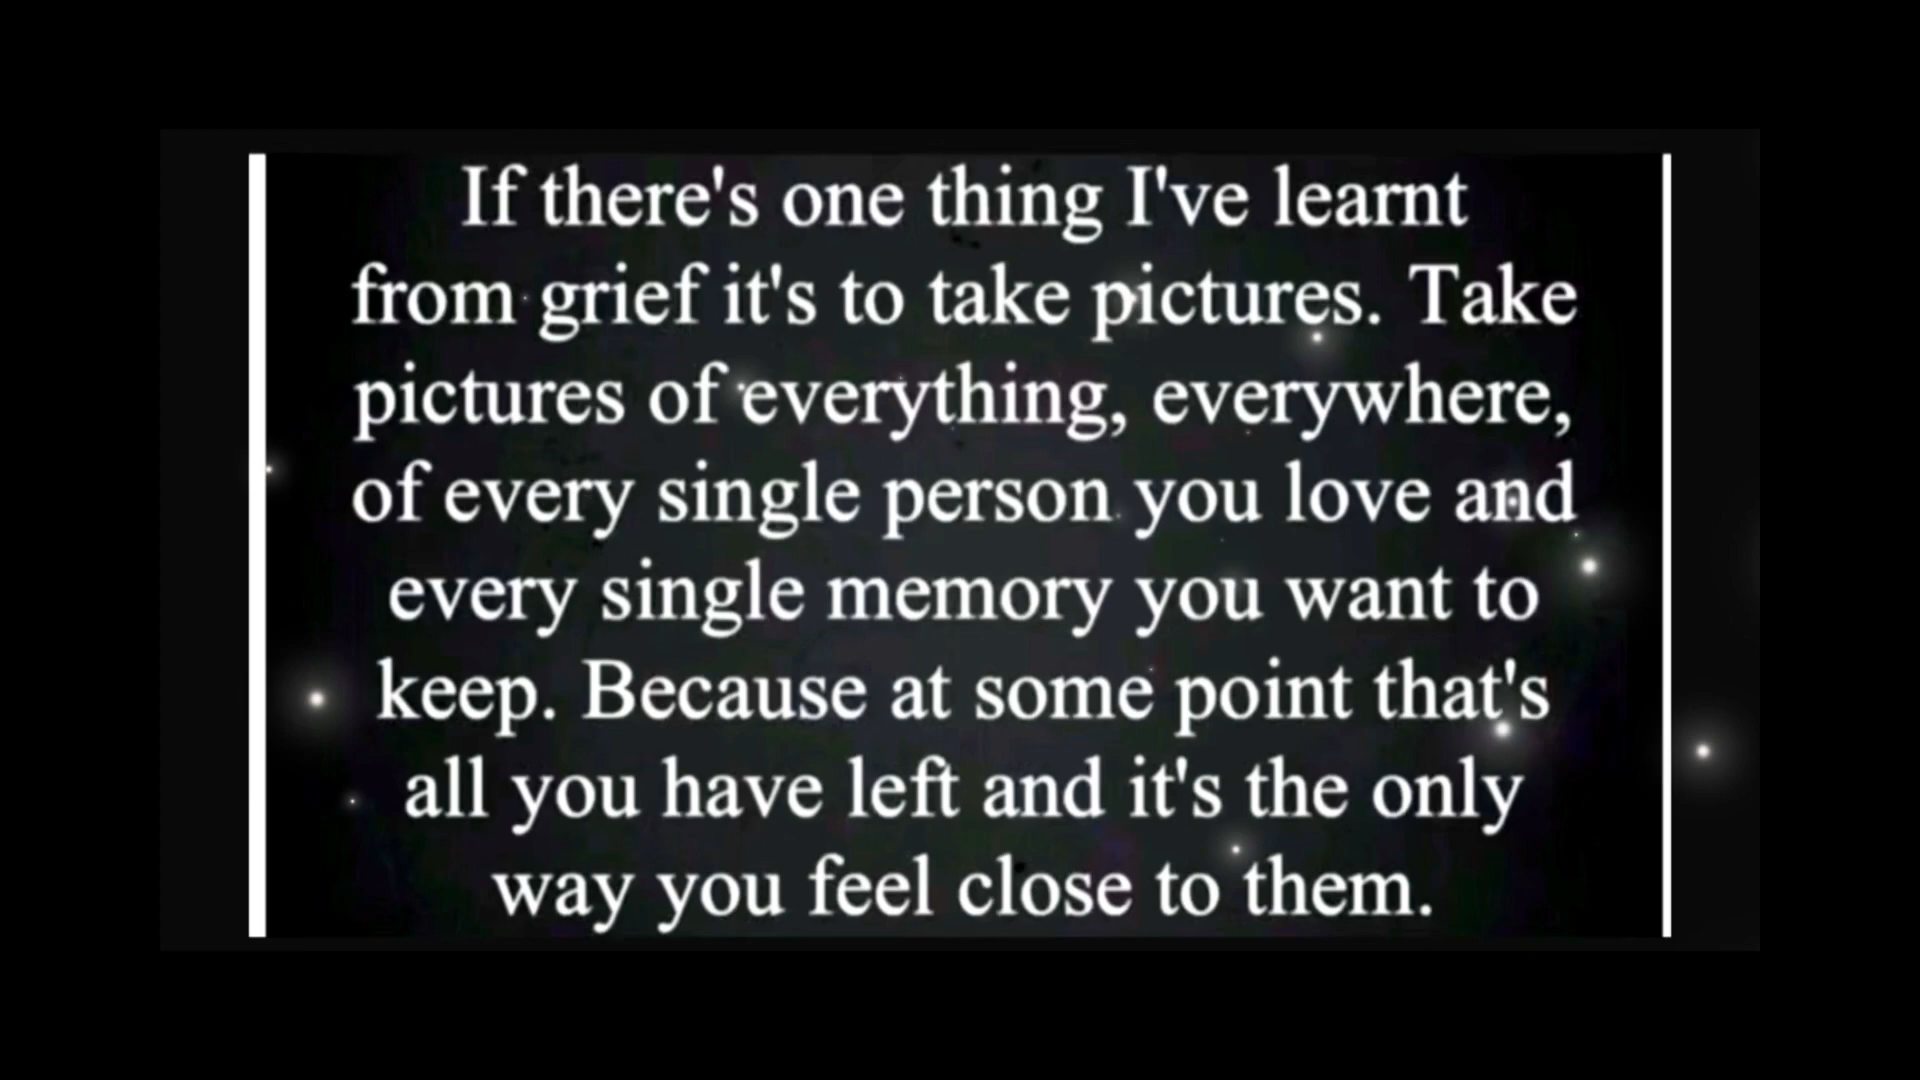 If there's one thing I've learnt
from grief it's to take pictures. Take
pictures of everything, everywhere,
of every single person you love and
every single memory you want to
keep. Because at some point that's
all you have left and it's the only
way you feel close to them.